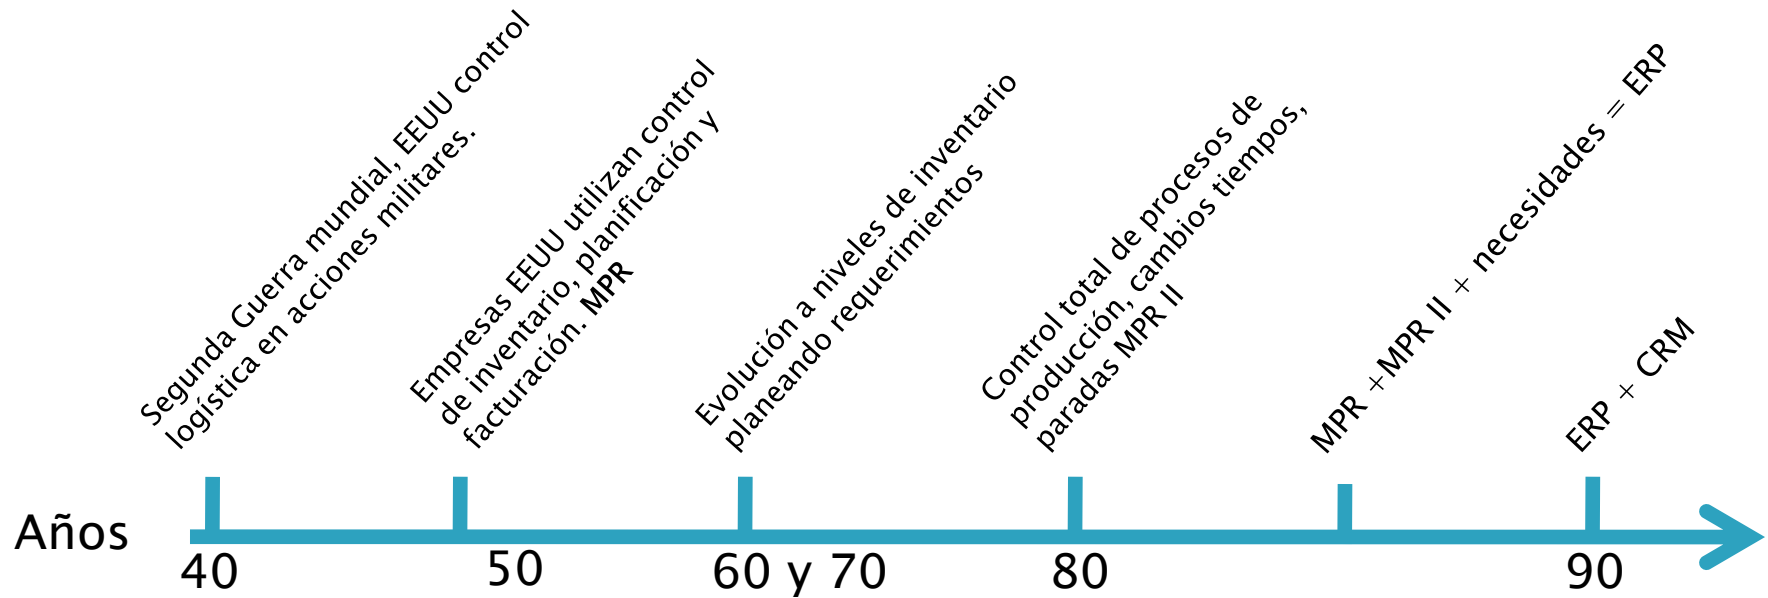 Segunda Guerra mundial, EEUU control
logística en acciones militares.
Empresas EEUU utilizan control
de inventario, planificación y
facturación. MPR
Evolución a niveles de inventario
planeando requerimientos
Control total de procesos de
producción, cambios tiempos,
paradas MPR II
MPR +MPR II + necesidades = ERP
ERP + CRM
Años
40
50
60 y 70
80
90